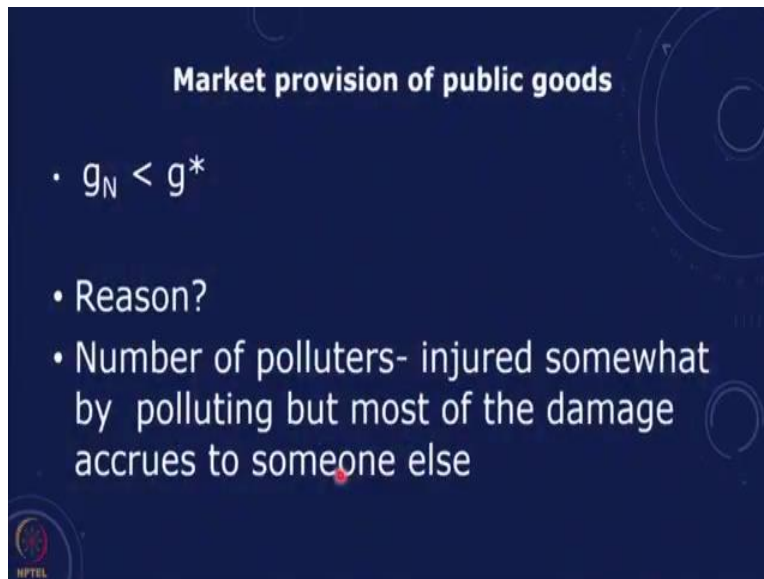 Market provision of public goods
• gN < g*
• Reason?
• Number of polluters- injured somewhat
by polluting but most of the damage
accrues to someone else
NPTEL